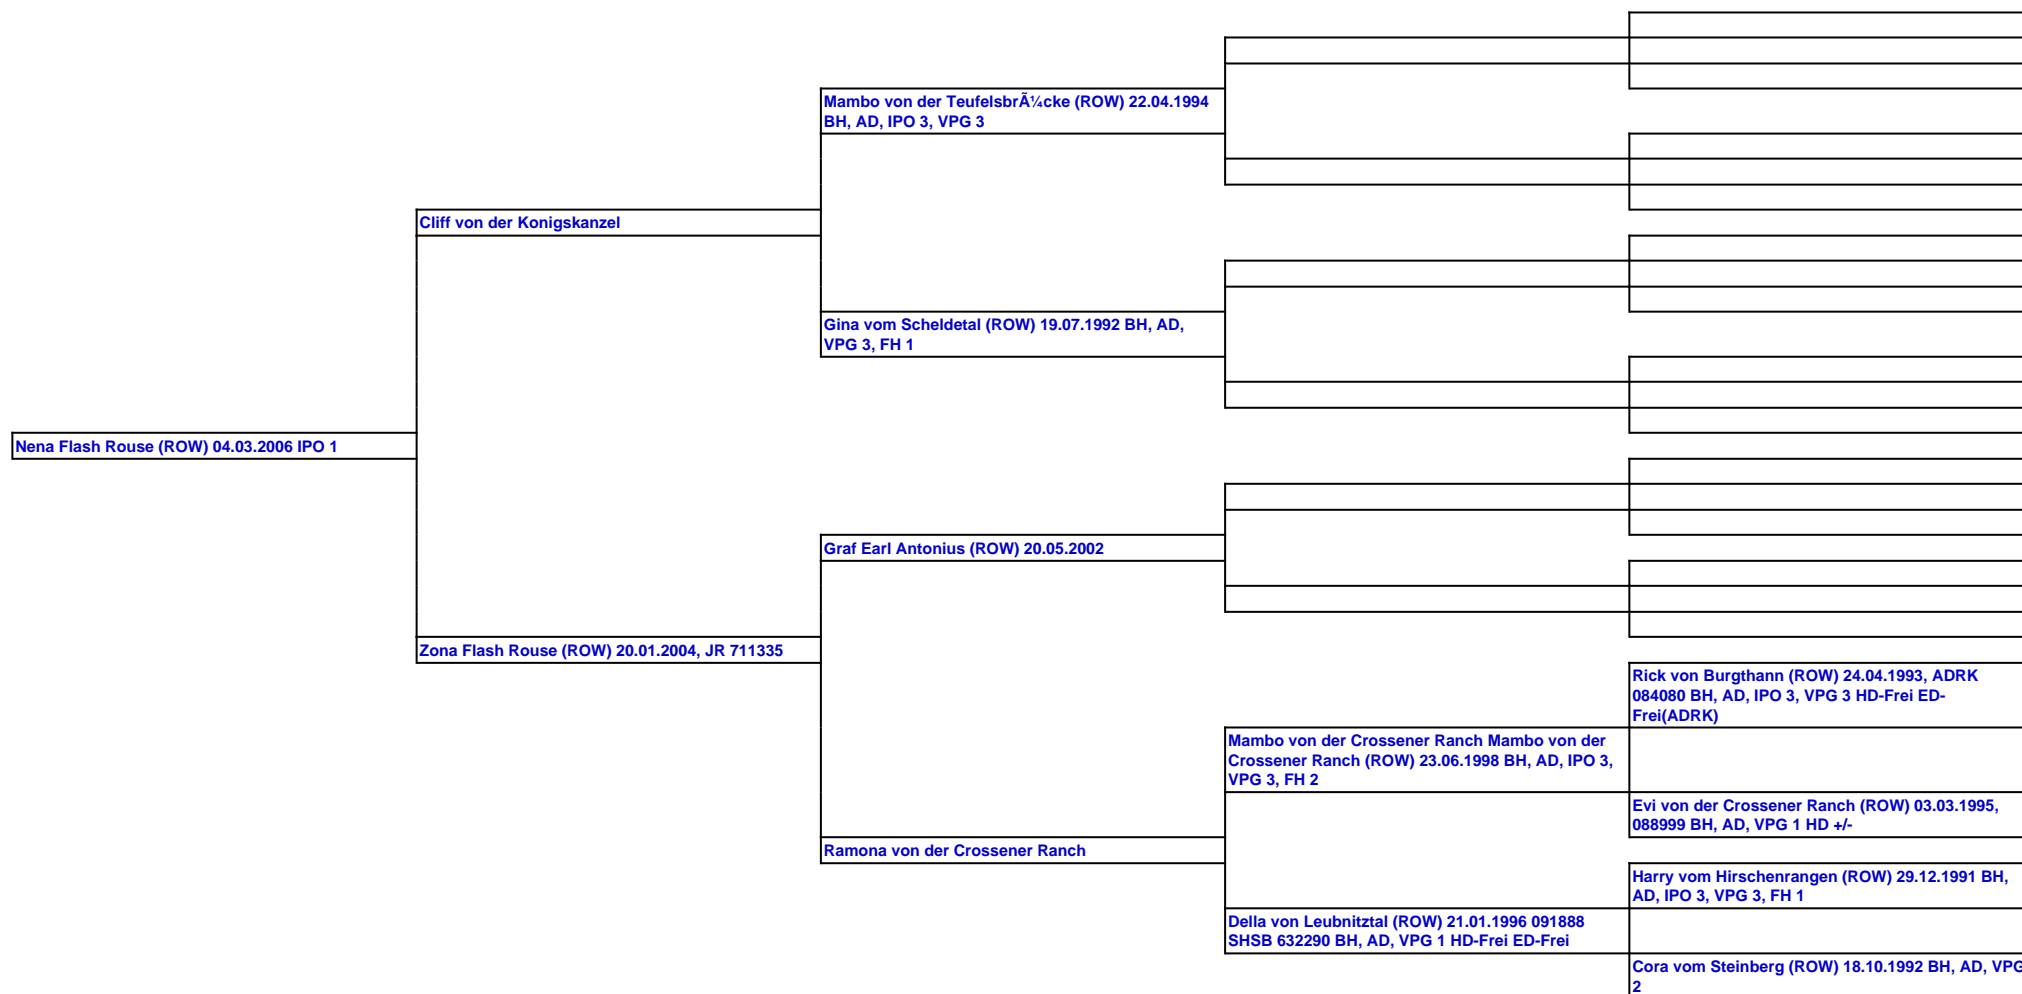 Mambo von der TeufelsbrÃ¼cke (ROW) 22.04.1994
BH, AD, IPO 3, VPG 3
Cliff von der Konigskanzel
Gina vom Scheldetal (ROW) 19.07.1992 BH, AD,
VPG 3, FH 1
Nena Flash Rouse (ROW) 04.03.2006 IPO 1
Graf Earl Antonius (ROW) 20.05.2002
Zona Flash Rouse (ROW) 20.01.2004, JR 711335
Rick von Burgthann (ROW) 24.04.1993, ADRK
084080 BH, AD, IPO 3, VPG 3 HD-Frei ED-
Frei(ADRK)
Mambo von der Crossener Ranch Mambo von der
Crossener Ranch (ROW) 23.06.1998 BH, AD, IPO 3,
VPG 3, FH 2
Evi von der Crossener Ranch (ROW) 03.03.1995,
088999 BH, AD, VPG 1 HD +/-
Ramona von der Crossener Ranch
Harry vom Hirschenrangen (ROW) 29.12.1991 BH,
AD, IPO 3, VPG 3, FH 1
Della von Leubnitztal (ROW) 21.01.1996 091888
SHSB 632290 BH, AD, VPG 1 HD-Frei ED-Frei
Cora vom Steinberg (ROW) 18.10.1992 BH, AD, VPG
2